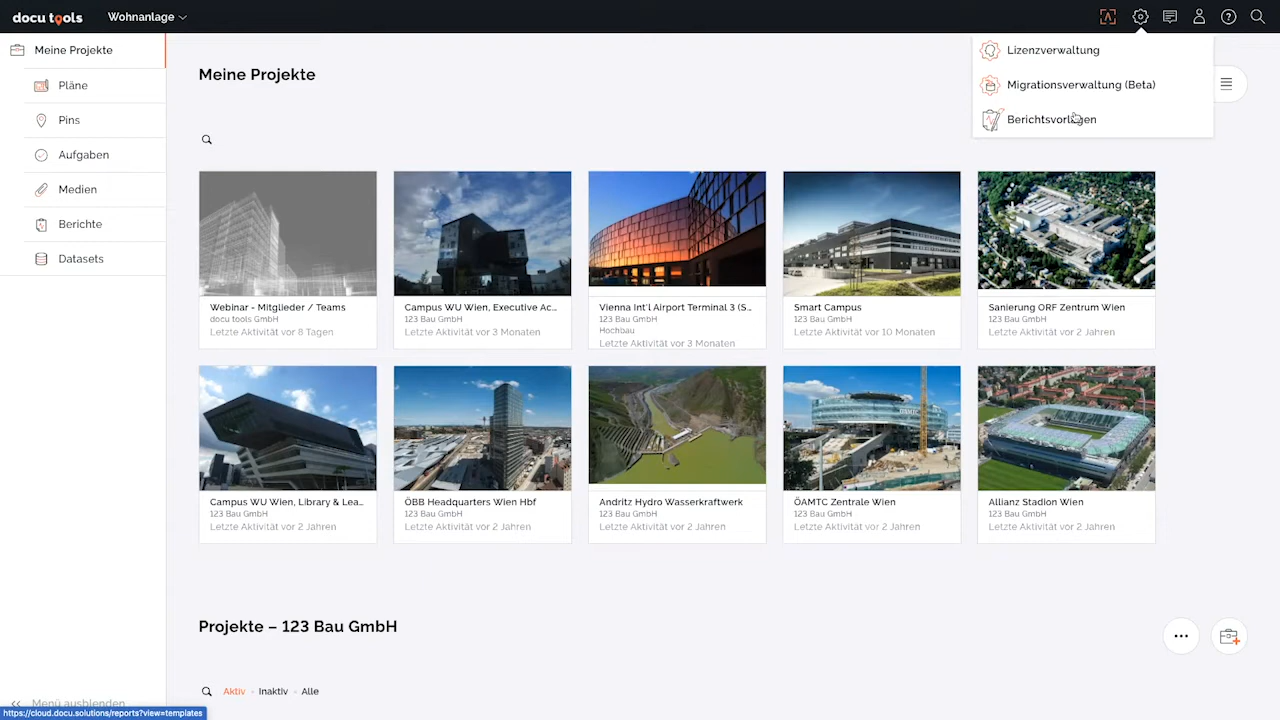 docu tools
Wohnanlage
Meine Projekte
Pläne
Pins
Aufgaben
Medien
Berichte
Datasets
Meine Projekte
Lizenzverwaltung
Migrationsverwaltung (Beta)
Berichtsvorlagen
Webinar - Mitglieder / Teams
docu tools GmbH
Letzte Aktivität vor 8 Tagen
Campus WU Wien, Executive Ac...
123 Bau GmbH
Letzte Aktivität vor 3 Monaten
Vienna Int'l Airport Terminal 3 (S...
123 Bau GmbH
Hochbau
Letzte Aktivität vor 3 Monaten
Smart Campus
123 Bau GmbH
Letzte Aktivität vor 10 Monaten
Sanierung ORF Zentrum Wien
123 Bau GmbH
Letzte Aktivität vor 2 Jahren
Campus WU Wien, Library & Lea...
123 Bau GmbH
Letzte Aktivität vor 2 Jahren
ÖBB Headquarters Wien Hbf
123 Bau GmbH
Letzte Aktivität vor 2 Jahren
Andritz Hydro Wasserkraftwerk
123 Bau GmbH
Letzte Aktivität vor 2 Jahren
ÖAMTC Zentrale Wien
123 Bau GmbH
Letzte Aktivität vor 2 Jahren
Allianz Stadion Wien
123 Bau GmbH
Letzte Aktivität vor 2 Jahren
Projekte – 123 Bau GmbH
Aktiv • Inaktiv • Alle
Menü ausblenden
https://cloud.docu.solutions/reports?view=templates